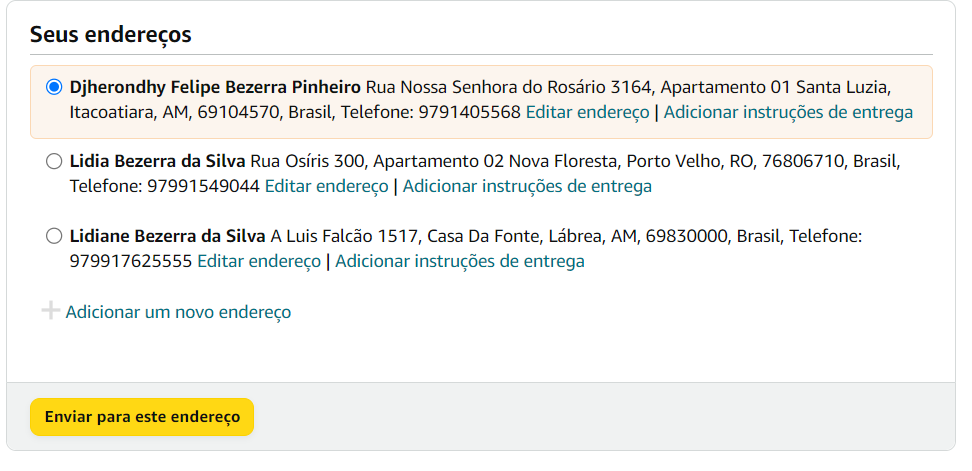 Seus endereços
Djherondhy Felipe Bezerra Pinheiro Rua Nossa Senhora do Rosário 3164, Apartamento 01 Santa Luzia,
Itacoatiara, AM, 69104570, Brasil, Telefone: 9791405568 Editar endereço | Adicionar instruções de entrega
Lidia Bezerra da Silva Rua Osíris 300, Apartamento 02 Nova Floresta, Porto Velho, RO, 76806710, Brasil,
Telefone: 97991549044 Editar endereço | Adicionar instruções de entrega
Lidiane Bezerra da Silva A Luis Falcão 1517, Casa Da Fonte, Lábrea, AM, 69830000, Brasil, Telefone:
979917625555 Editar endereço | Adicionar instruções de entrega
Adicionar um novo endereço
Enviar para este endereço